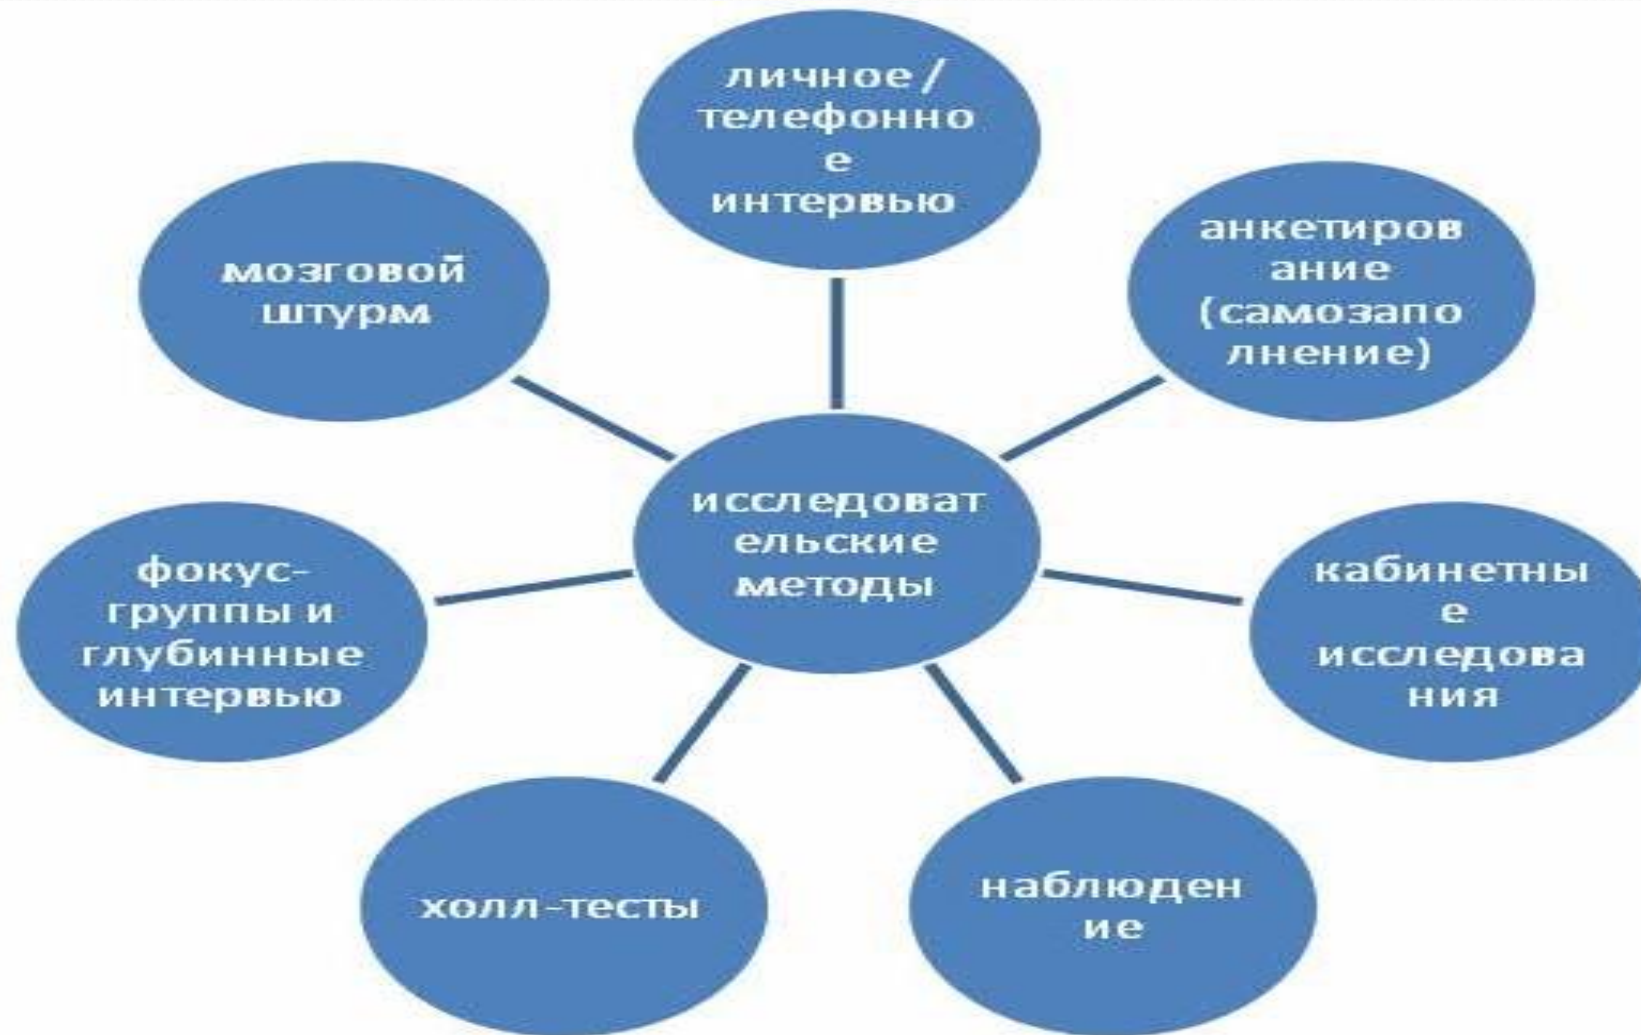 личное /
телефонно
е
интервью
анкетиров
ание
(самозапо
лнение)
кабинетны
е
исследова
ния
наблюден
ие
холл-тесты
фокус-
группы и
глубинные
интервью
мозговой
штурм
исследоват
ельские
методы